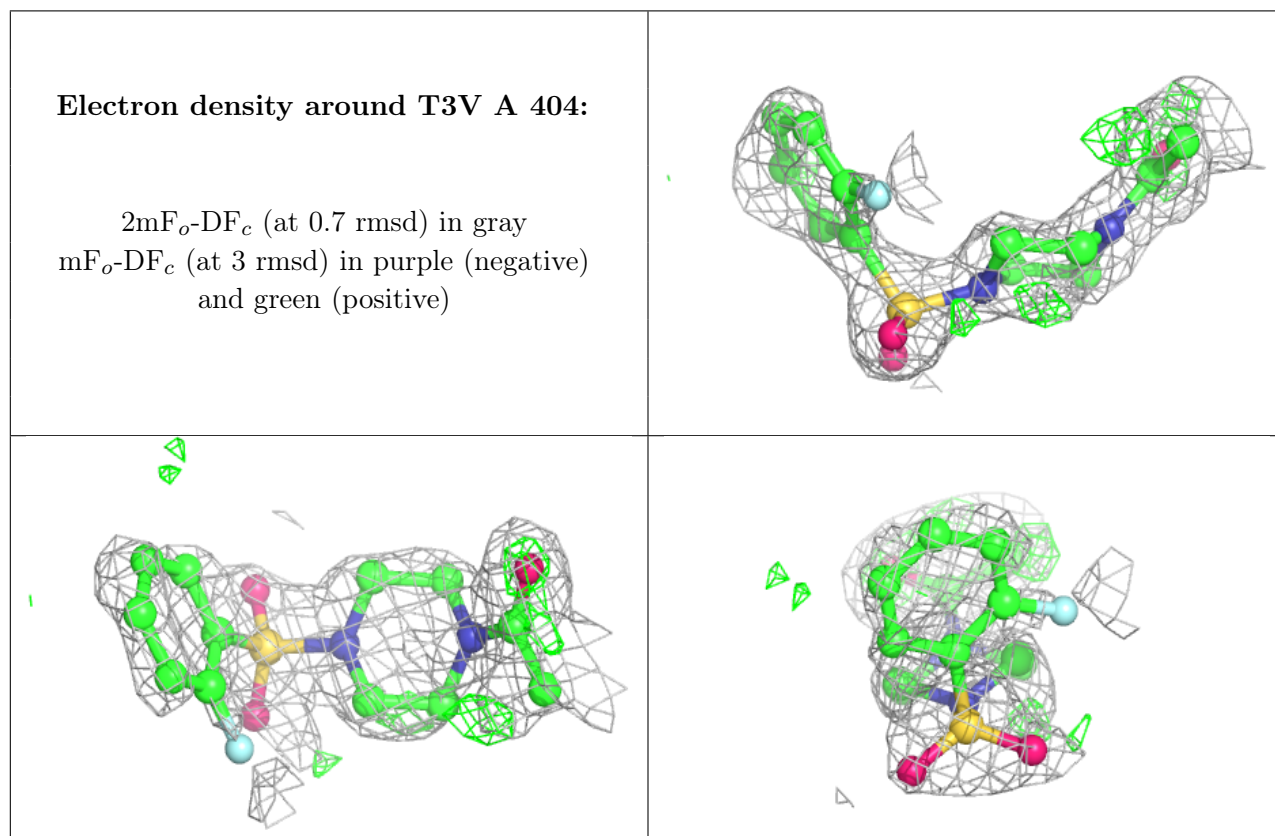 Electron density around T3V A 404:
2mFo-DFc (at 0.7 rmsd) in gray
mFo-DFc (at 3 rmsd) in purple (negative)
and green (positive)